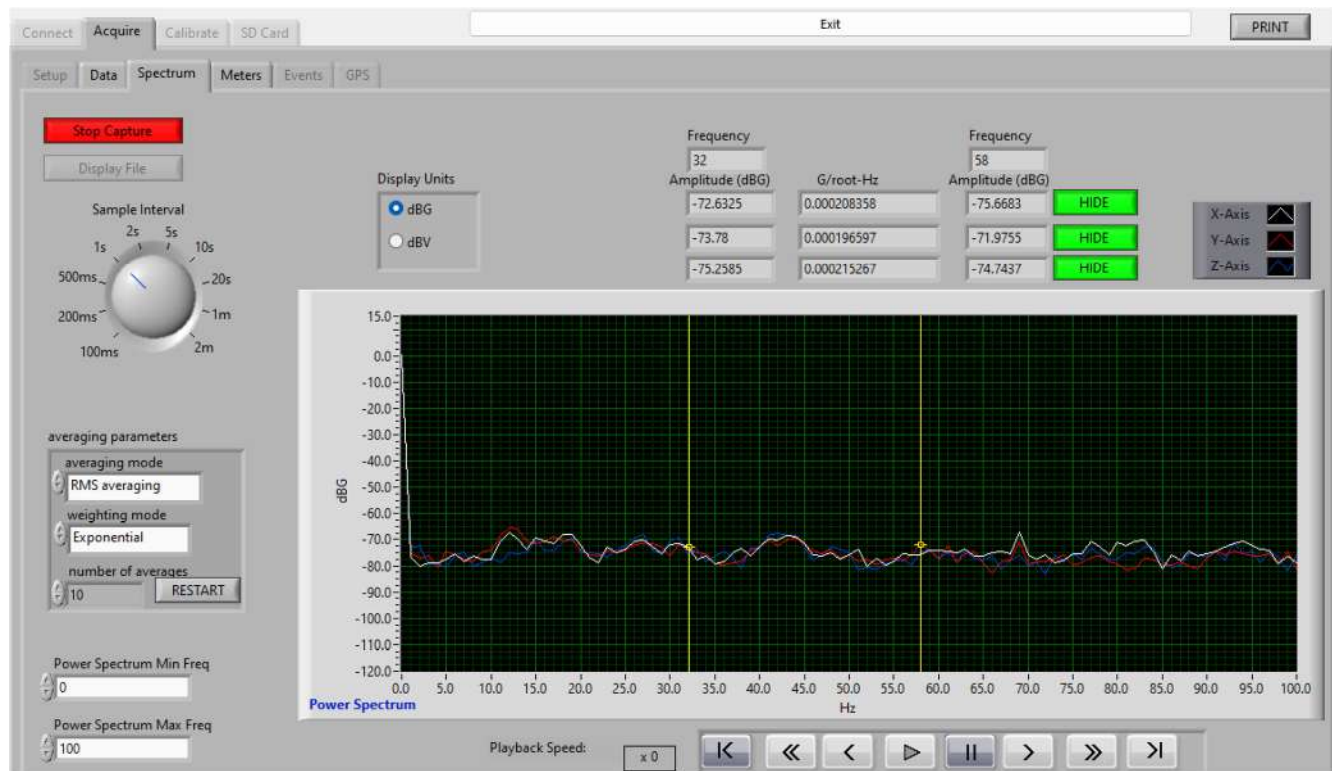 Exit
PRINT
Connect Acquire Calibrate SD Card
Setup Data Spectrum Meters Events GPS
Stop Capture
Display File
Sample Interval
2s 5s
1s 10s
500ms 20s
200ms 1m
100ms 2m
Display Units
dBG
dBV
Frequency Frequency
32 58
Amplitude (dBG) G/root-Hz Amplitude (dBG)
-72.6325 0.000208358 -75.6683 HIDE
-73.78 0.000196597 -71.9755 HIDE
-75.2585 0.000215267 -74.7437 HIDE
X-Axis
Y-Axis
Z-Axis
averaging parameters
averaging mode
RMS averaging
weighting mode
Exponential
number of averages
10 RESTART
Power Spectrum Min Freq
0
Power Spectrum Max Freq
100
15.0
0.0
-10.0
-20.0
-30.0
-40.0
-50.0
-60.0
-70.0
-80.0
-90.0
-100.0
-110.0
-120.0
dBG
0.0 5.0 10.0 15.0 20.0 25.0 30.0 35.0 40.0 45.0 50.0 55.0 60.0 65.0 70.0 75.0 80.0 85.0 90.0 95.0 100.0
Hz
Power Spectrum
Playback Speed: x 0